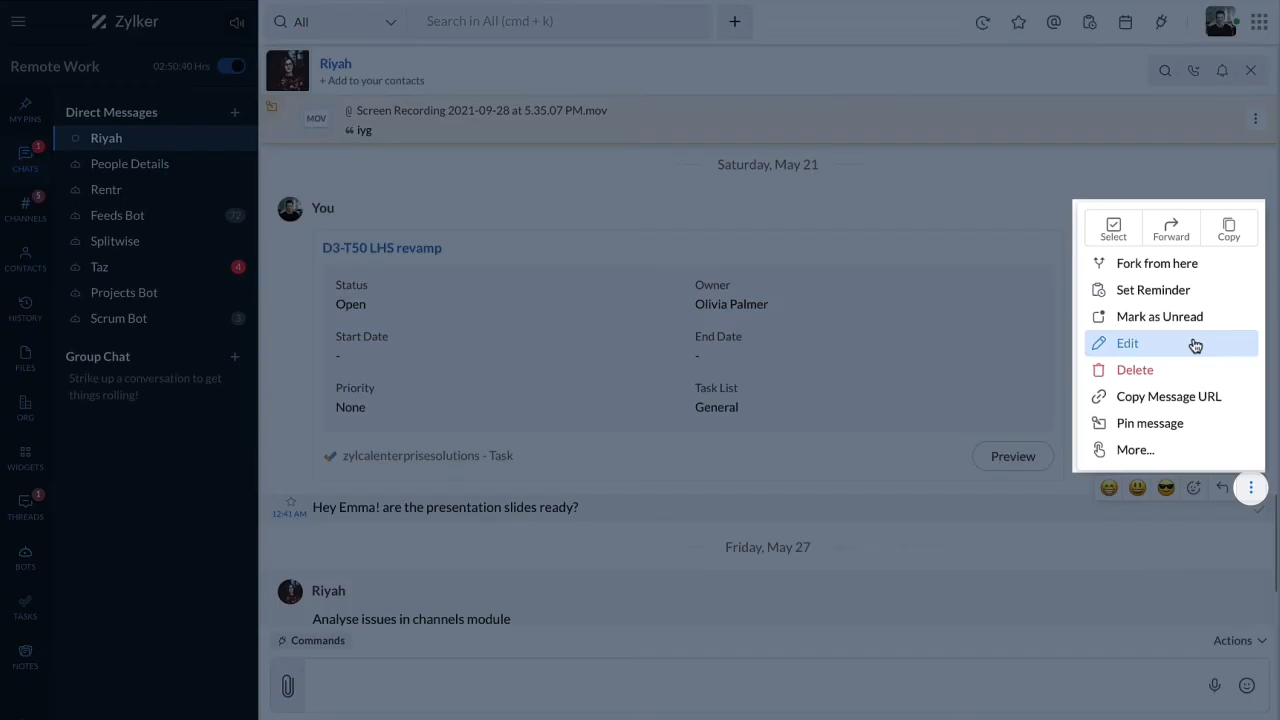 Zylker
All
Search in All (cmd + k)
Remote Work
02:50:40 Hrs
MY PINS
CHATS
1
CHANNELS
5
CONTACTS
HISTORY
FILES
ORG
WIDGETS
THREADS
1
BOTS
TASKS
NOTES
Direct Messages
Riyah
People Details
Rentr
Feeds Bot
72
Splitwise
Taz
4
Projects Bot
Scrum Bot
3
Group Chat
Strike up a conversation to get
things rolling!
Riyah
+ Add to your contacts
MOV
Screen Recording 2021-09-28 at 5.35.07 PM.mov
“ iyg
Saturday, May 21
You
D3-T50 LHS revamp
Status
Owner
Open
Olivia Palmer
Start Date
End Date
-
-
Priority
Task List
None
General
zylcalenterprisesolutions - Task
Preview
12:41 AM
Hey Emma! are the presentation slides ready?
Friday, May 27
Riyah
Analyse issues in channels module
Commands
Actions
Select
Forward
Copy
Fork from here
Set Reminder
Mark as Unread
Edit
Delete
Copy Message URL
Pin message
More...